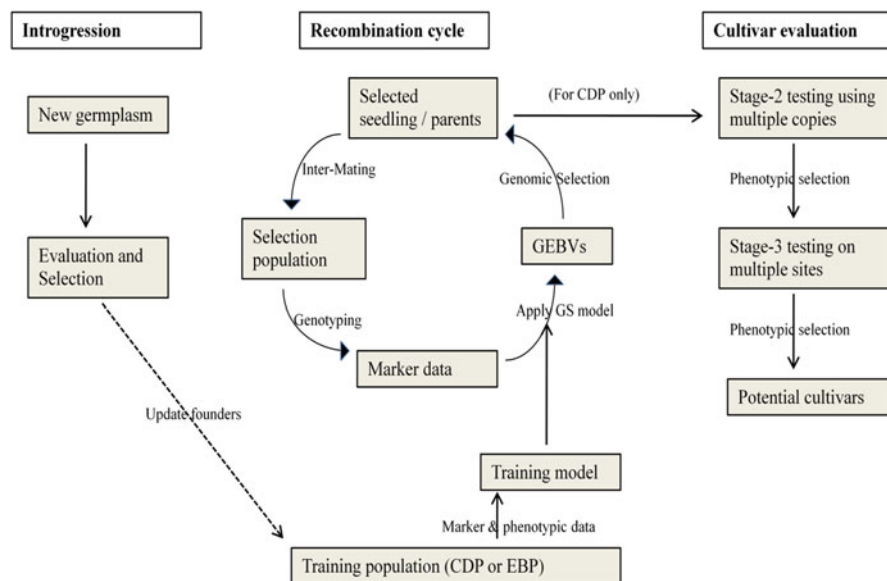 Introgression
Recombination cycle
Cultivar evaluation
New germplasm
Evaluation and
Selection
Update founders
Selected
seedling / parents
Inter-Mating
Selection
population
Genotyping
Marker data
Apply GS model
GEBVs
Genomic Selection
Training model
Marker & phenotypic data
Training population (CDP or EBP)
(For CDP only)
Stage-2 testing using
multiple copies
Phenotypic selection
Stage-3 testing on
multiple sites
Phenotypic selection
Potential cultivars